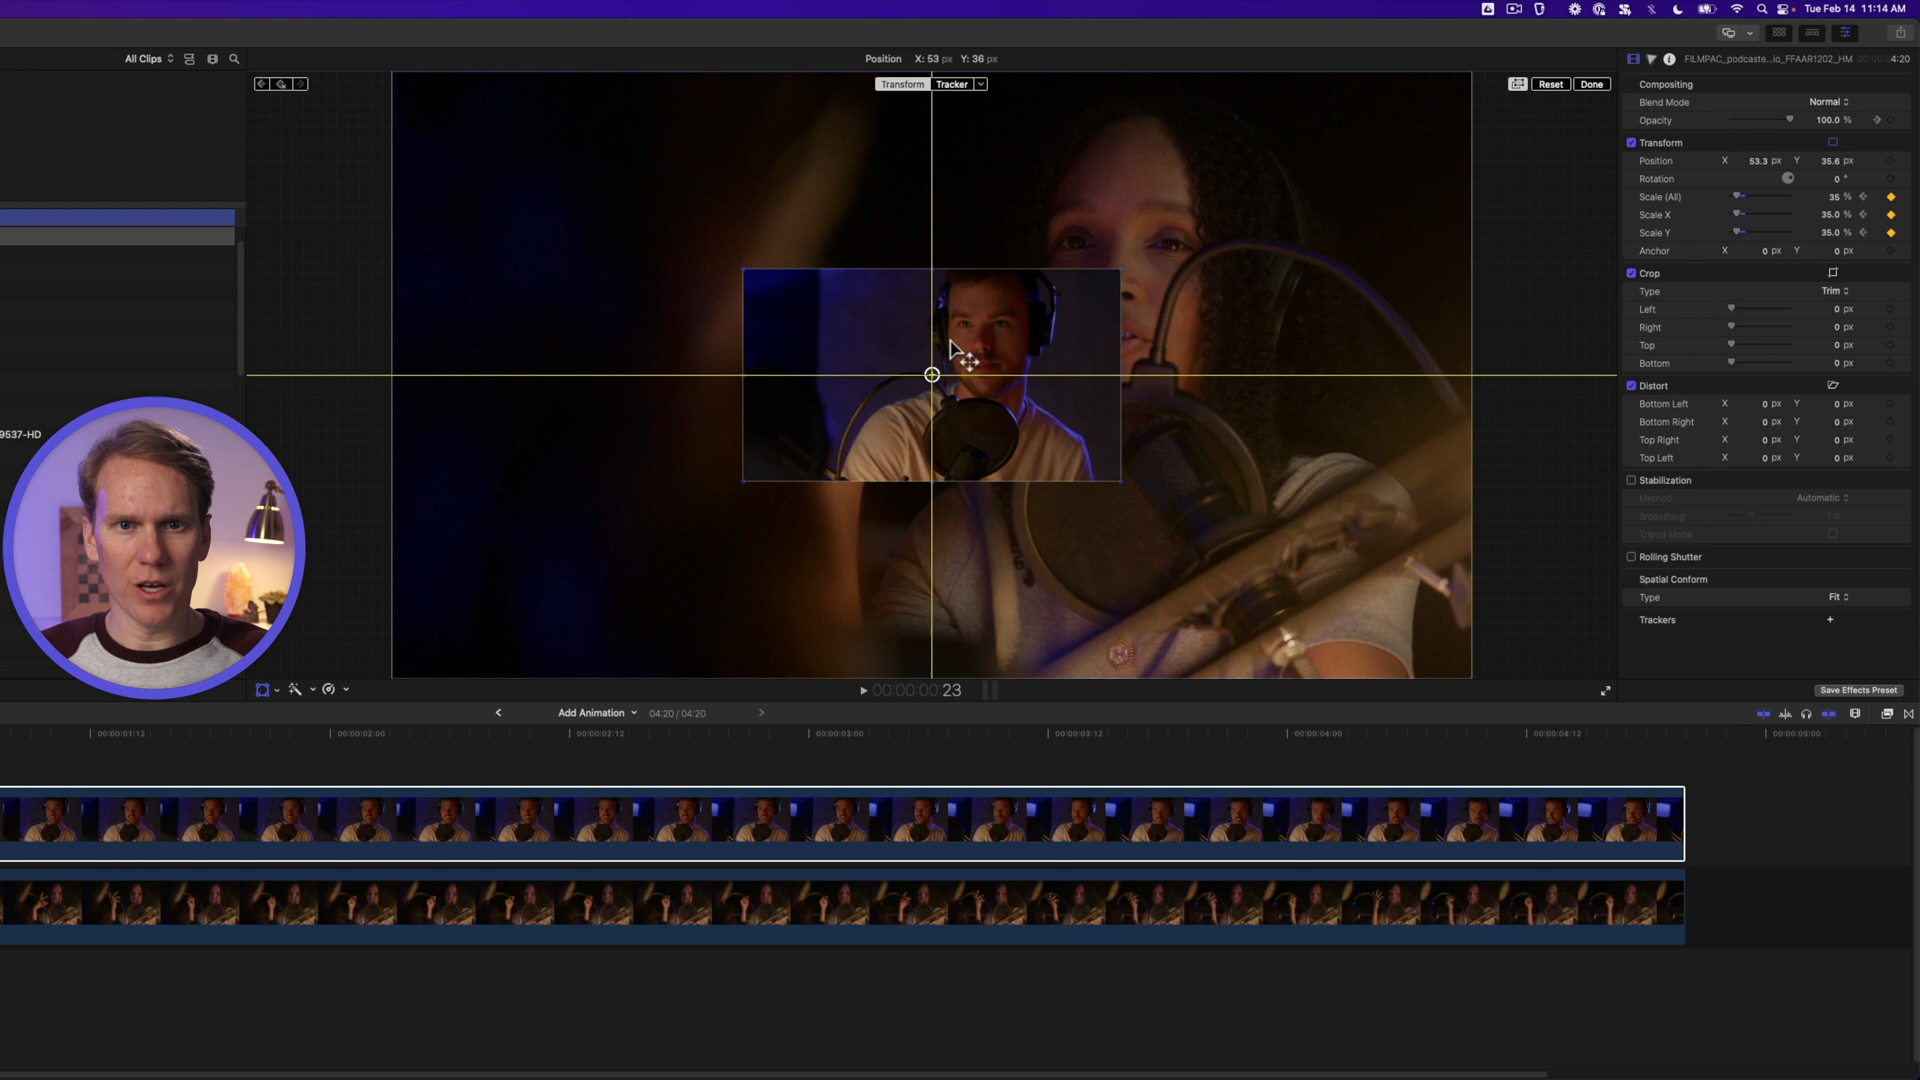 Tue Feb 14 11:14 AM
All Clips
Position X: 53 px Y: 36 px
FILMPAC_podcaste...io_FFAAR1202_HM 00:00:04:20
Transform Tracker
Reset Done
Compositing
Blend Mode Normal
Opacity 100.0 %
Transform
Position X 53.3 px Y 35.6 px
Rotation 0 °
Scale (All) 35 %
Scale X 35.0 %
Scale Y 35.0 %
Anchor X 0 px Y 0 px
Crop
Type Trim
Left 0 px
Right 0 px
Top 0 px
Bottom 0 px
Distort
Bottom Left X 0 px Y 0 px
Bottom Right X 0 px Y 0 px
Top Right X 0 px Y 0 px
Top Left X 0 px Y 0 px
9537-HD
Stabilization
Method Automatic
Smoothing 1.0
Tripod Mode
Rolling Shutter
Spatial Conform
Type Fit
Trackers +
00:00:00:23
Save Effects Preset
Add Animation 04:20 / 04:20
00:00:01:12 00:00:02:00 00:00:02:12 00:00:03:00 00:00:03:12 00:00:04:00 00:00:04:12 00:00:05:00